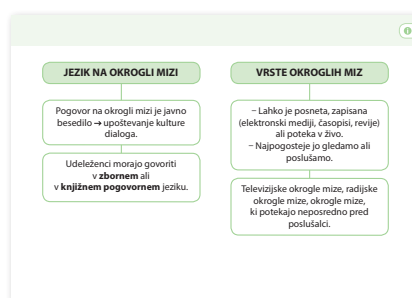 JEZIK NA OKROGLI MIZI
Pogovor na okrogli mizi je javno
besedilo → upoštevanje kulture
dialoga.
Udeleženci morajo govoriti
v zbornem ali
v knjižnem pogovornem jeziku.
VRSTE OKROGLIH MIZ
– Lahko je posneta, zapisana
(elektronski mediji, časopisi, revije)
ali poteka v živo.
– Najpogosteje jo gledamo ali
poslušamo.
Televizijske okrogle mize, radijske
okrogle mize, okrogle mize,
ki potekajo neposredno pred
poslušalci.